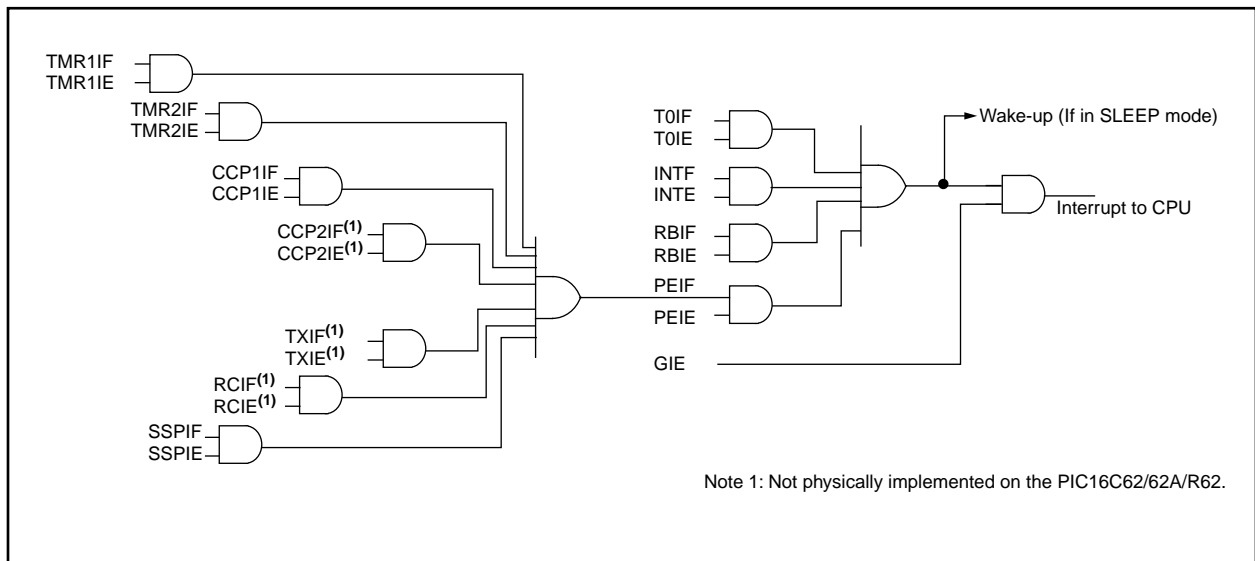 TMR1IF
TMR1IE
TMR2IF
TMR2IE
CCP1IF
CCP1IE
CCP2IF(1)
CCP2IE(1)
TXIF(1)
TXIE(1)
RCIF(1)
RCIE(1)
SSPIF
SSPIE
T0IF
T0IE
INTF
INTE
RBIF
RBIE
PEIF
PEIE
GIE
Wake-up (If in SLEEP mode)
Interrupt to CPU
Note 1: Not physically implemented on the PIC16C62/62A/R62.